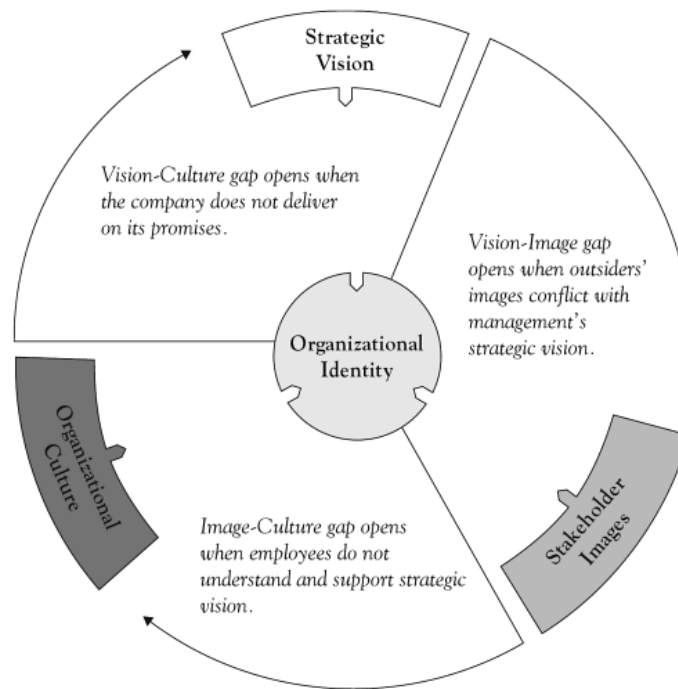 Strategic
Vision
Vision-Culture gap opens when
the company does not deliver
on its promises.
Vision-Image gap
opens when outsiders'
images conflict with
management's
strategic vision.
Organizational
Identity
Organizational
Culture
Stakeholder
Images
Image-Culture gap opens
when employees do not
understand and support strategic
vision.